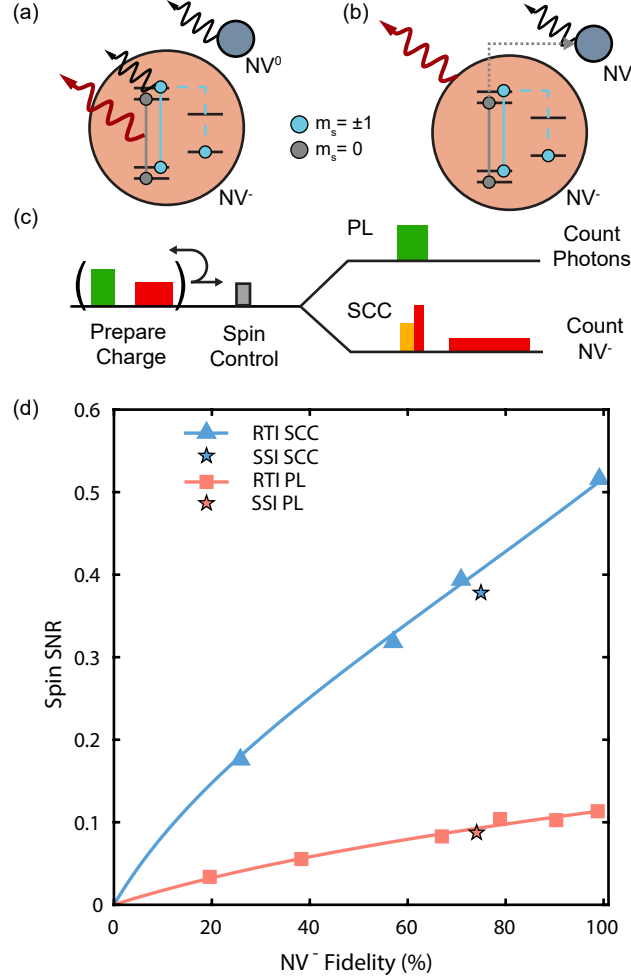 (a)
NV⁰
m_s = ±1
m_s = 0
NV⁻
(b)
NV
NV⁻
(c)
( )
Prepare
Charge
Spin
Control
PL
Count
Photons
SCC
Count
NV⁻
(d)
0.6
0.5
0.4
0.3
0.2
0.1
0
Spin SNR
RTI SCC
SSI SCC
RTI PL
SSI PL
0
20
40
60
80
100
NV⁻ Fidelity (%)